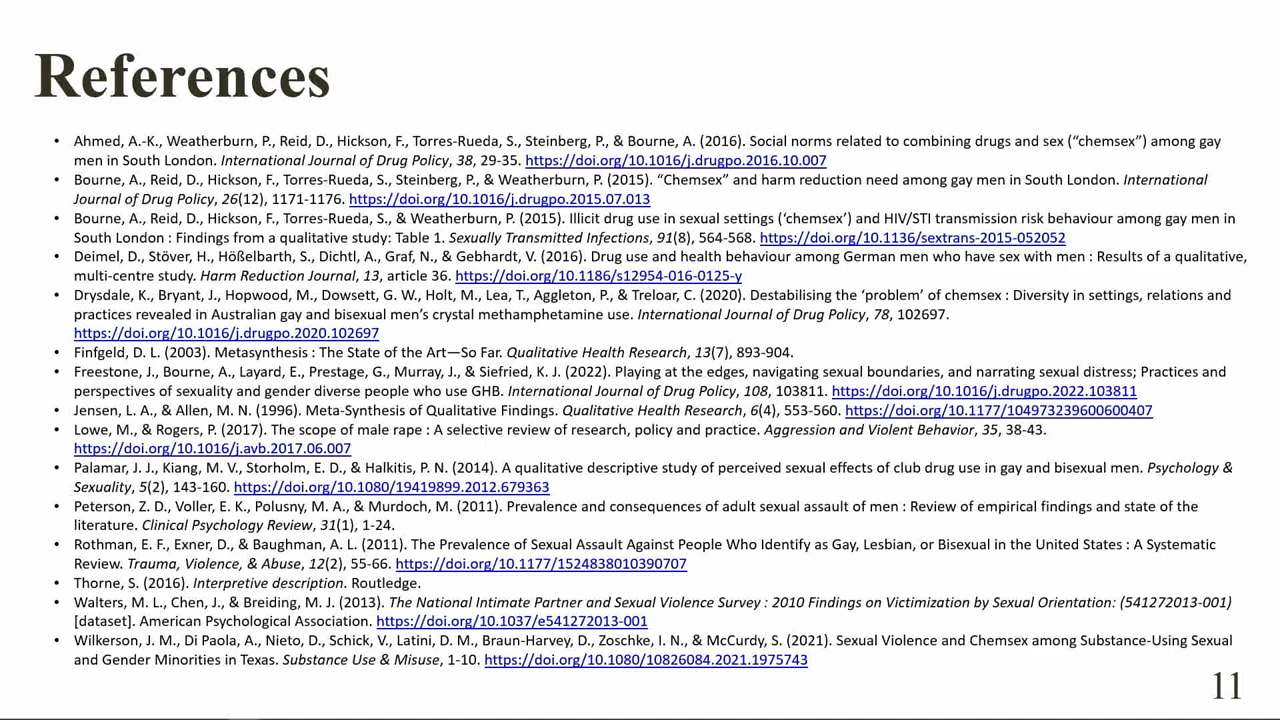 References
• Ahmed, A.-K., Weatherburn, P., Reid, D., Hickson, F., Torres-Rueda, S., Steinberg, P., & Bourne, A. (2016). Social norms related to combining drugs and sex (“chemsex”) among gay
men in South London. International Journal of Drug Policy, 38, 29-35. https://doi.org/10.1016/j.drugpo.2016.10.007
• Bourne, A., Reid, D., Hickson, F., Torres-Rueda, S., Steinberg, P., & Weatherburn, P. (2015). “Chemsex” and harm reduction need among gay men in South London. International
Journal of Drug Policy, 26(12), 1171-1176. https://doi.org/10.1016/j.drugpo.2015.07.013
• Bourne, A., Reid, D., Hickson, F., Torres-Rueda, S., & Weatherburn, P. (2015). Illicit drug use in sexual settings (‘chemsex’) and HIV/STI transmission risk behaviour among gay men in
South London : Findings from a qualitative study: Table 1. Sexually Transmitted Infections, 91(8), 564-568. https://doi.org/10.1136/sextrans-2015-052052
• Deimel, D., Stöver, H., Hößelbarth, S., Dichtl, A., Graf, N., & Gebhardt, V. (2016). Drug use and health behaviour among German men who have sex with men : Results of a qualitative,
multi-centre study. Harm Reduction Journal, 13, article 36. https://doi.org/10.1186/s12954-016-0125-y
• Drysdale, K., Bryant, J., Hopwood, M., Dowsett, G. W., Holt, M., Lea, T., Aggleton, P., & Treloar, C. (2020). Destabilising the ‘problem’ of chemsex : Diversity in settings, relations and
practices revealed in Australian gay and bisexual men’s crystal methamphetamine use. International Journal of Drug Policy, 78, 102697.
https://doi.org/10.1016/j.drugpo.2020.102697
• Finfgeld, D. L. (2003). Metasynthesis : The State of the Art—So Far. Qualitative Health Research, 13(7), 893-904.
• Freestone, J., Bourne, A., Layard, E., Prestage, G., Murray, J., & Siefried, K. J. (2022). Playing at the edges, navigating sexual boundaries, and narrating sexual distress; Practices and
perspectives of sexuality and gender diverse people who use GHB. International Journal of Drug Policy, 108, 103811. https://doi.org/10.1016/j.drugpo.2022.103811
• Jensen, L. A., & Allen, M. N. (1996). Meta-Synthesis of Qualitative Findings. Qualitative Health Research, 6(4), 553-560. https://doi.org/10.1177/104973239600600407
• Lowe, M., & Rogers, P. (2017). The scope of male rape : A selective review of research, policy and practice. Aggression and Violent Behavior, 35, 38-43.
https://doi.org/10.1016/j.avb.2017.06.007
• Palamar, J. J., Kiang, M. V., Storholm, E. D., & Halkitis, P. N. (2014). A qualitative descriptive study of perceived sexual effects of club drug use in gay and bisexual men. Psychology &
Sexuality, 5(2), 143-160. https://doi.org/10.1080/19419899.2012.679363
• Peterson, Z. D., Voller, E. K., Polusny, M. A., & Murdoch, M. (2011). Prevalence and consequences of adult sexual assault of men : Review of empirical findings and state of the
literature. Clinical Psychology Review, 31(1), 1-24.
• Rothman, E. F., Exner, D., & Baughman, A. L. (2011). The Prevalence of Sexual Assault Against People Who Identify as Gay, Lesbian, or Bisexual in the United States : A Systematic
Review. Trauma, Violence, & Abuse, 12(2), 55-66. https://doi.org/10.1177/1524838010390707
• Thorne, S. (2016). Interpretive description. Routledge.
• Walters, M. L., Chen, J., & Breiding, M. J. (2013). The National Intimate Partner and Sexual Violence Survey : 2010 Findings on Victimization by Sexual Orientation: (541272013-001)
[dataset]. American Psychological Association. https://doi.org/10.1037/e541272013-001
• Wilkerson, J. M., Di Paola, A., Nieto, D., Schick, V., Latini, D. M., Braun-Harvey, D., Zoschke, I. N., & McCurdy, S. (2021). Sexual Violence and Chemsex among Substance-Using Sexual
and Gender Minorities in Texas. Substance Use & Misuse, 1-10. https://doi.org/10.1080/10826084.2021.1975743
11